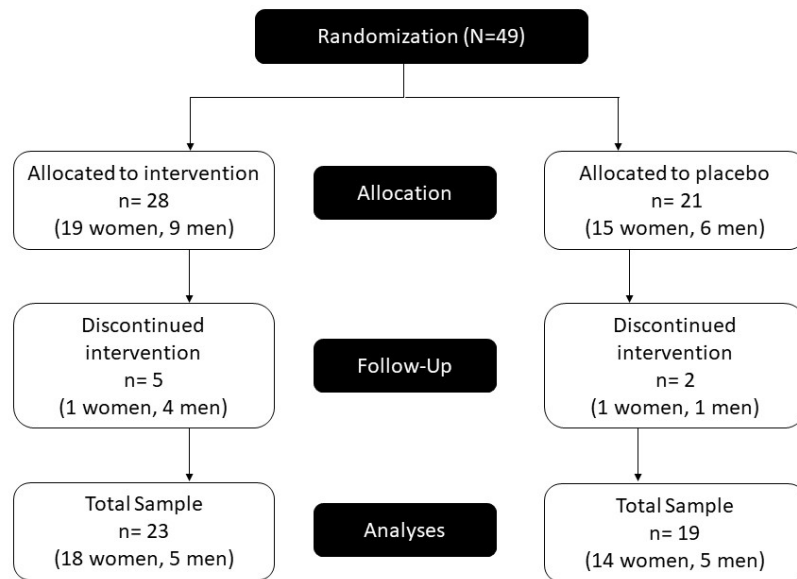 Randomization (N=49)
Allocated to intervention
n= 28
(19 women, 9 men)
Allocation
Allocated to placebo
n= 21
(15 women, 6 men)
Discontinued
intervention
n= 5
(1 women, 4 men)
Follow-Up
Discontinued
intervention
n= 2
(1 women, 1 men)
Total Sample
n= 23
(18 women, 5 men)
Analyses
Total Sample
n= 19
(14 women, 5 men)